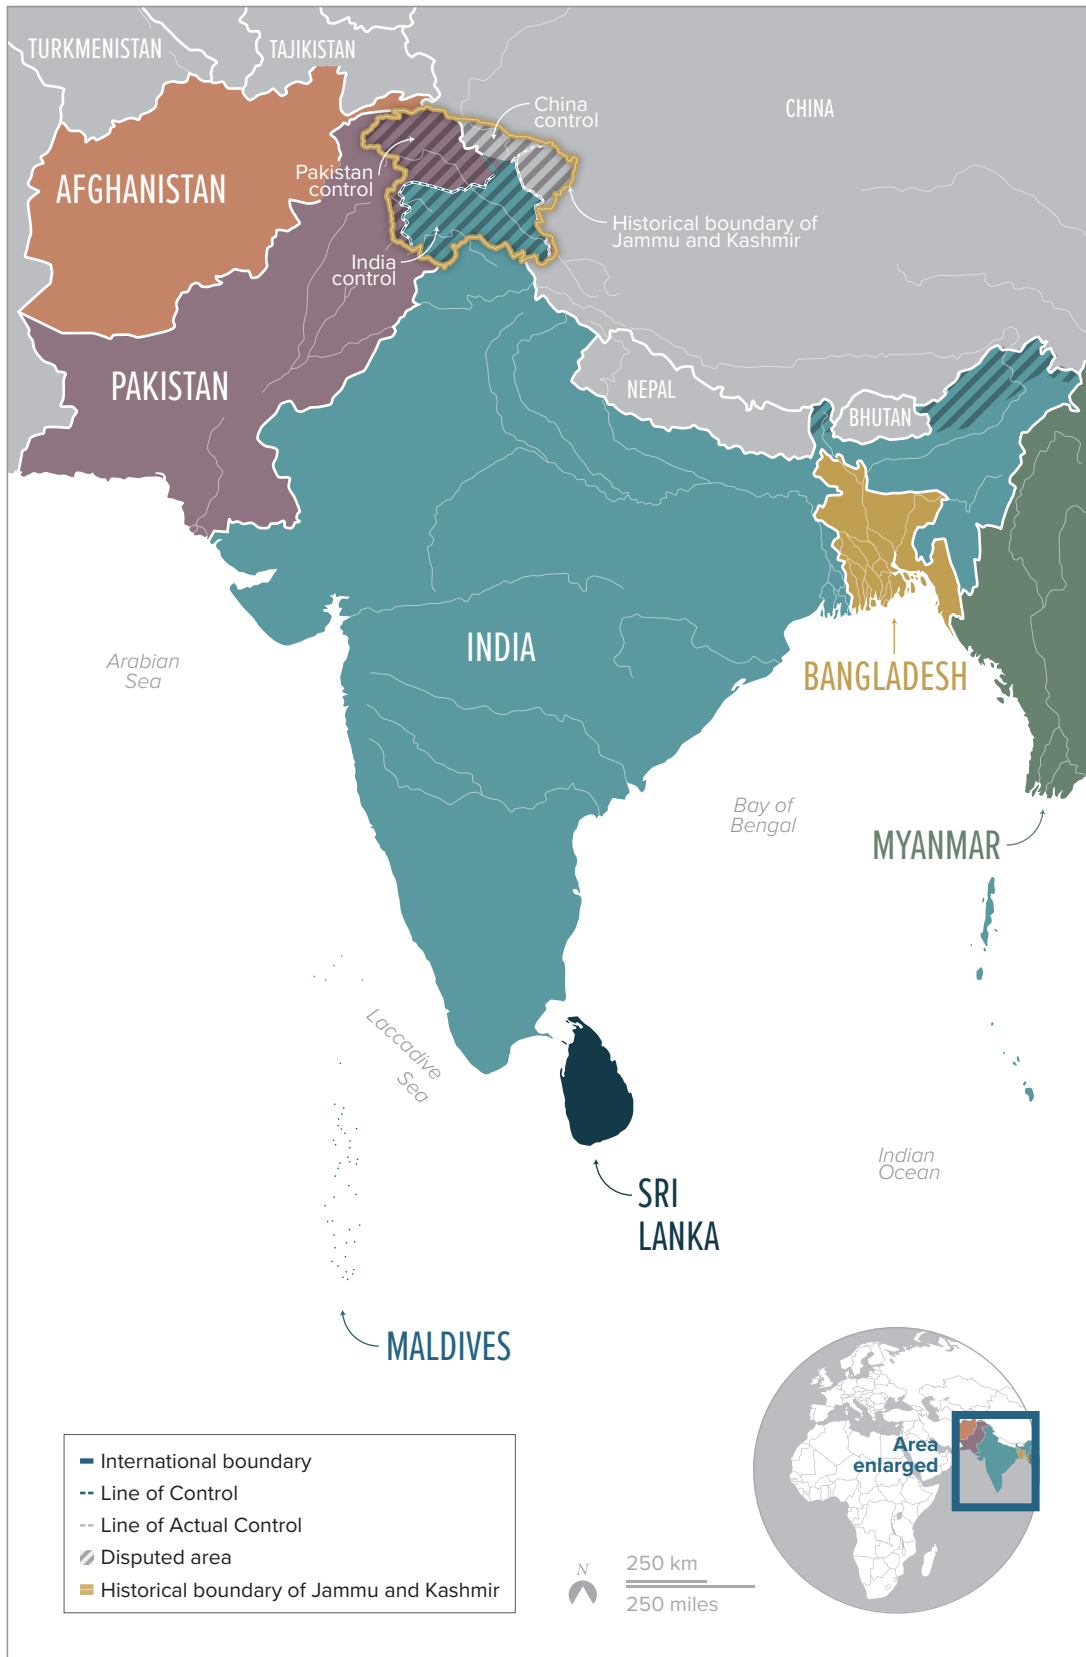 TURKMENISTAN
TAJIKISTAN
CHINA
China
control
AFGHANISTAN
Pakistan
control
Historical boundary of
Jammu and Kashmir
India
control
PAKISTAN
NEPAL
BHUTAN
INDIA
Arabian
Sea
BANGLADESH
Bay of
Bengal
MYANMAR
Laccadive
Sea
Indian
Ocean
SRI
LANKA
MALDIVES
Area
enlarged
International boundary
Line of Control
Line of Actual Control
Disputed area
Historical boundary of Jammu and Kashmir
N
250 km
250 miles